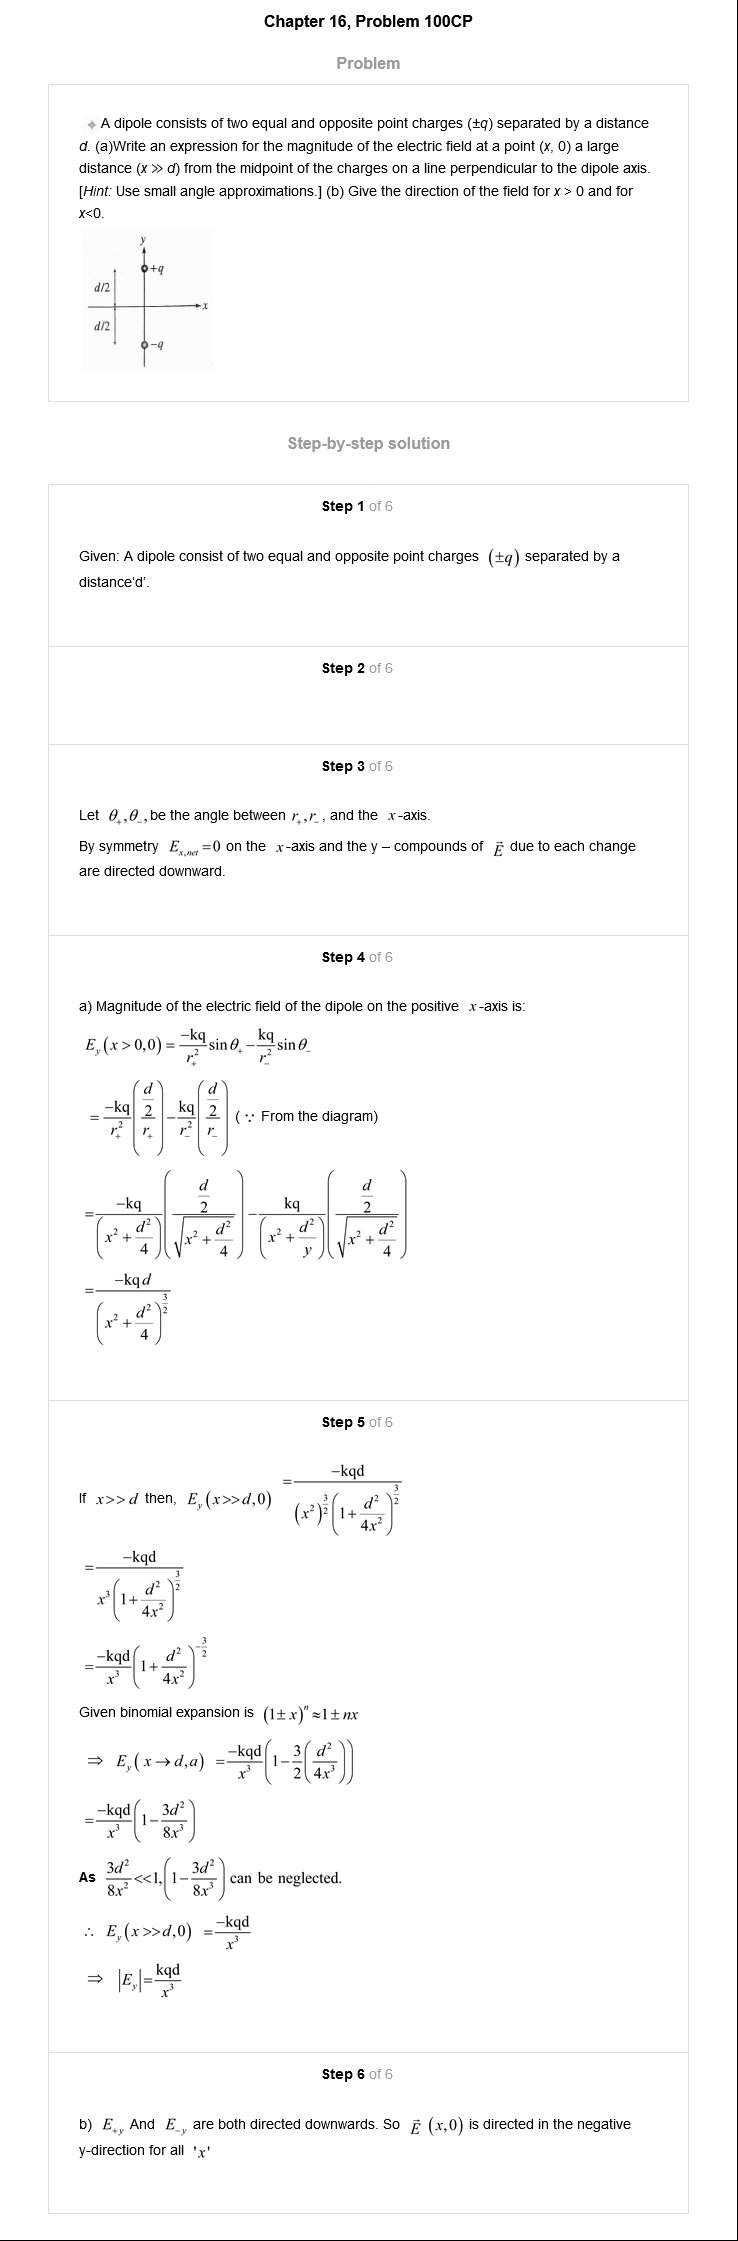 Chapter 16, Problem 100CP
Problem
✦ A dipole consists of two equal and opposite point charges (±q) separated by a distance
d. (a)Write an expression for the magnitude of the electric field at a point (x, 0) a large
distance (x ≫ d) from the midpoint of the charges on a line perpendicular to the dipole axis.
[Hint: Use small angle approximations.] (b) Give the direction of the field for x > 0 and for
x<0.
y
+q
d/2
x
d/2
−q
Step-by-step solution
Step 1 of 6
Given: A dipole consist of two equal and opposite point charges (±q) separated by a
distance‘d’.
Step 2 of 6
Step 3 of 6
Let θ₊,θ₋, be the angle between r₊,r₋, and the x-axis.
By symmetry E_{x,net}=0 on the x-axis and the y – compounds of \vec{E} due to each change
are directed downward.
Step 4 of 6
a) Magnitude of the electric field of the dipole on the positive x-axis is:
E_y(x>0,0) = \frac{-kq}{r_+^2} sin θ₊ − \frac{kq}{r_-^2} sin θ₋
= \frac{-kq}{r_+^2} \left(\frac{\frac{d}{2}}{r_+}\right) − \frac{kq}{r_-^2} \left(\frac{\frac{d}{2}}{r_-}\right) (∵ From the diagram)
= \frac{-kq}{\left(x^2+\frac{d^2}{4}\right)} \left(\frac{\frac{d}{2}}{\sqrt{x^2+\frac{d^2}{4}}}\right) − \frac{kq}{\left(x^2+\frac{d^2}{y}\right)} \left(\frac{\frac{d}{2}}{\sqrt{x^2+\frac{d^2}{4}}}\right)
= \frac{-kqd}{\left(x^2+\frac{d^2}{4}\right)^{\frac{3}{2}}}
Step 5 of 6
If x>>d then, E_y(x>>d,0) = \frac{-kqd}{(x^2)^{\frac{3}{2}}\left(1+\frac{d^2}{4x^2}\right)^{\frac{3}{2}}}
= \frac{-kqd}{x^3\left(1+\frac{d^2}{4x^2}\right)^{\frac{3}{2}}}
= \frac{-kqd}{x^3}\left(1+\frac{d^2}{4x^2}\right)^{-\frac{3}{2}}
Given binomial expansion is (1±x)^n ≈1±nx
⇒ E_y(x→d,a) = \frac{-kqd}{x^3}\left(1−\frac{3}{2}\left(\frac{d^2}{4x^3}\right)\right)
= \frac{-kqd}{x^3}\left(1−\frac{3d^2}{8x^3}\right)
As \frac{3d^2}{8x^2}<<1, \left(1−\frac{3d^2}{8x^3}\right) can be neglected.
∴ E_y(x>>d,0) = \frac{-kqd}{x^3}
⇒ |E_y|= \frac{kqd}{x^3}
Step 6 of 6
b) E_{+y} And E_{−y} are both directed downwards. So \vec{E} (x,0) is directed in the negative
y-direction for all 'x'